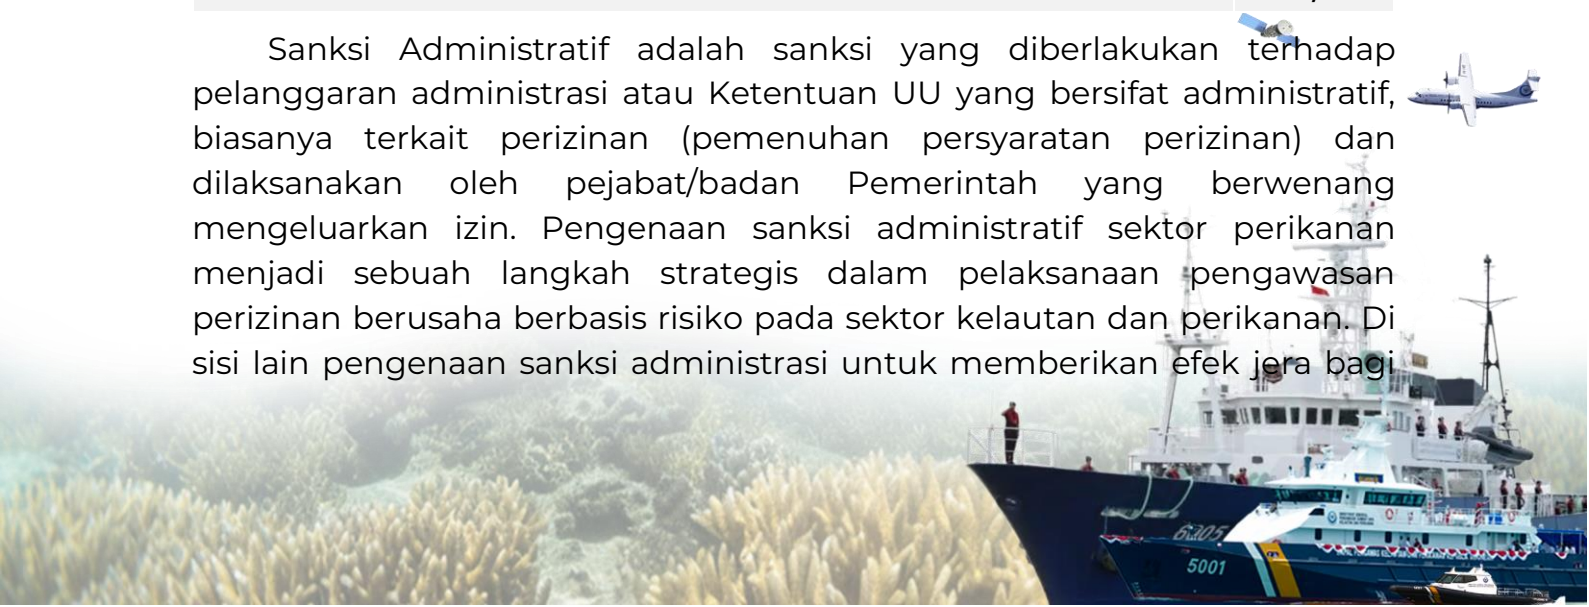 Sanksi Administratif adalah sanksi yang diberlakukan terhadap
pelanggaran administrasi atau Ketentuan UU yang bersifat administratif,
biasanya terkait perizinan (pemenuhan persyaratan perizinan) dan
dilaksanakan oleh pejabat/badan Pemerintah yang berwenang
mengeluarkan izin. Pengenaan sanksi administratif sektor perikanan
menjadi sebuah langkah strategis dalam pelaksanaan pengawasan
perizinan berusaha berbasis risiko pada sektor kelautan dan perikanan. Di
sisi lain pengenaan sanksi administrasi untuk memberikan efek jera bagi
6305
5001